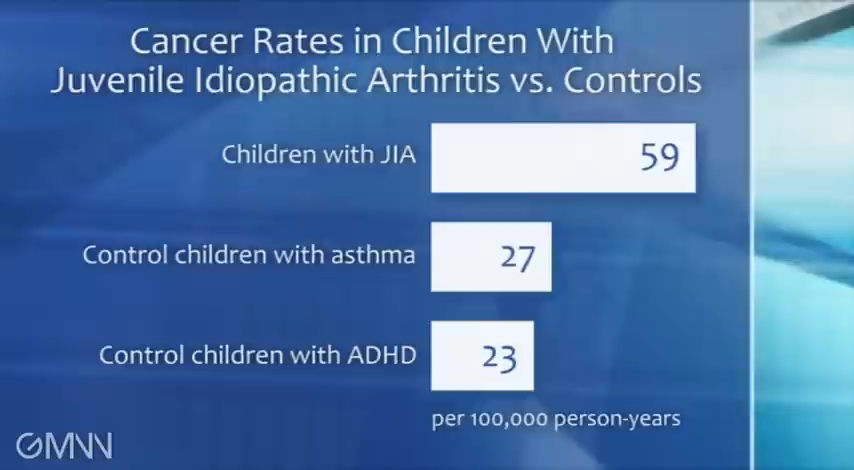 Cancer Rates in Children With
Juvenile Idiopathic Arthritis vs. Controls
Children with JIA 59
Control children with asthma 27
Control children with ADHD 23
per 100,000 person-years
GMNN